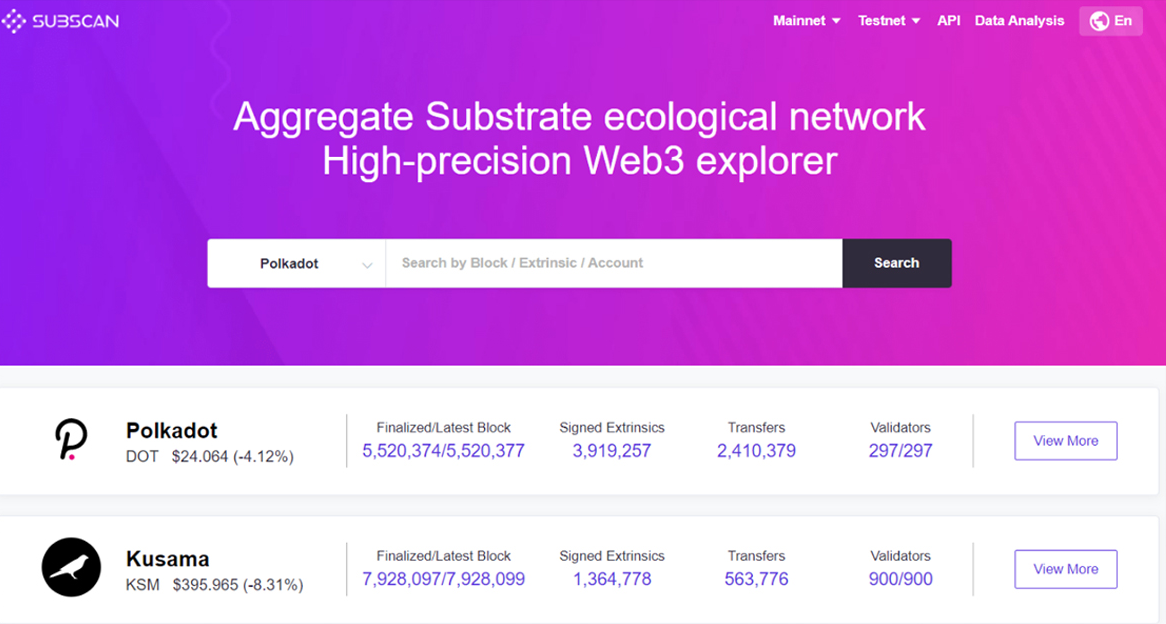 SUBSCAN
Mainnet Testnet API Data Analysis En
Aggregate Substrate ecological network
High-precision Web3 explorer
Polkadot Search by Block / Extrinsic / Account Search
Polkadot
DOT $24.064 (-4.12%)
Finalized/Latest Block
5,520,374/5,520,377
Signed Extrinsics
3,919,257
Transfers
2,410,379
Validators
297/297
View More
Kusama
KSM $395.965 (-8.31%)
Finalized/Latest Block
7,928,097/7,928,099
Signed Extrinsics
1,364,778
Transfers
563,776
Validators
900/900
View More